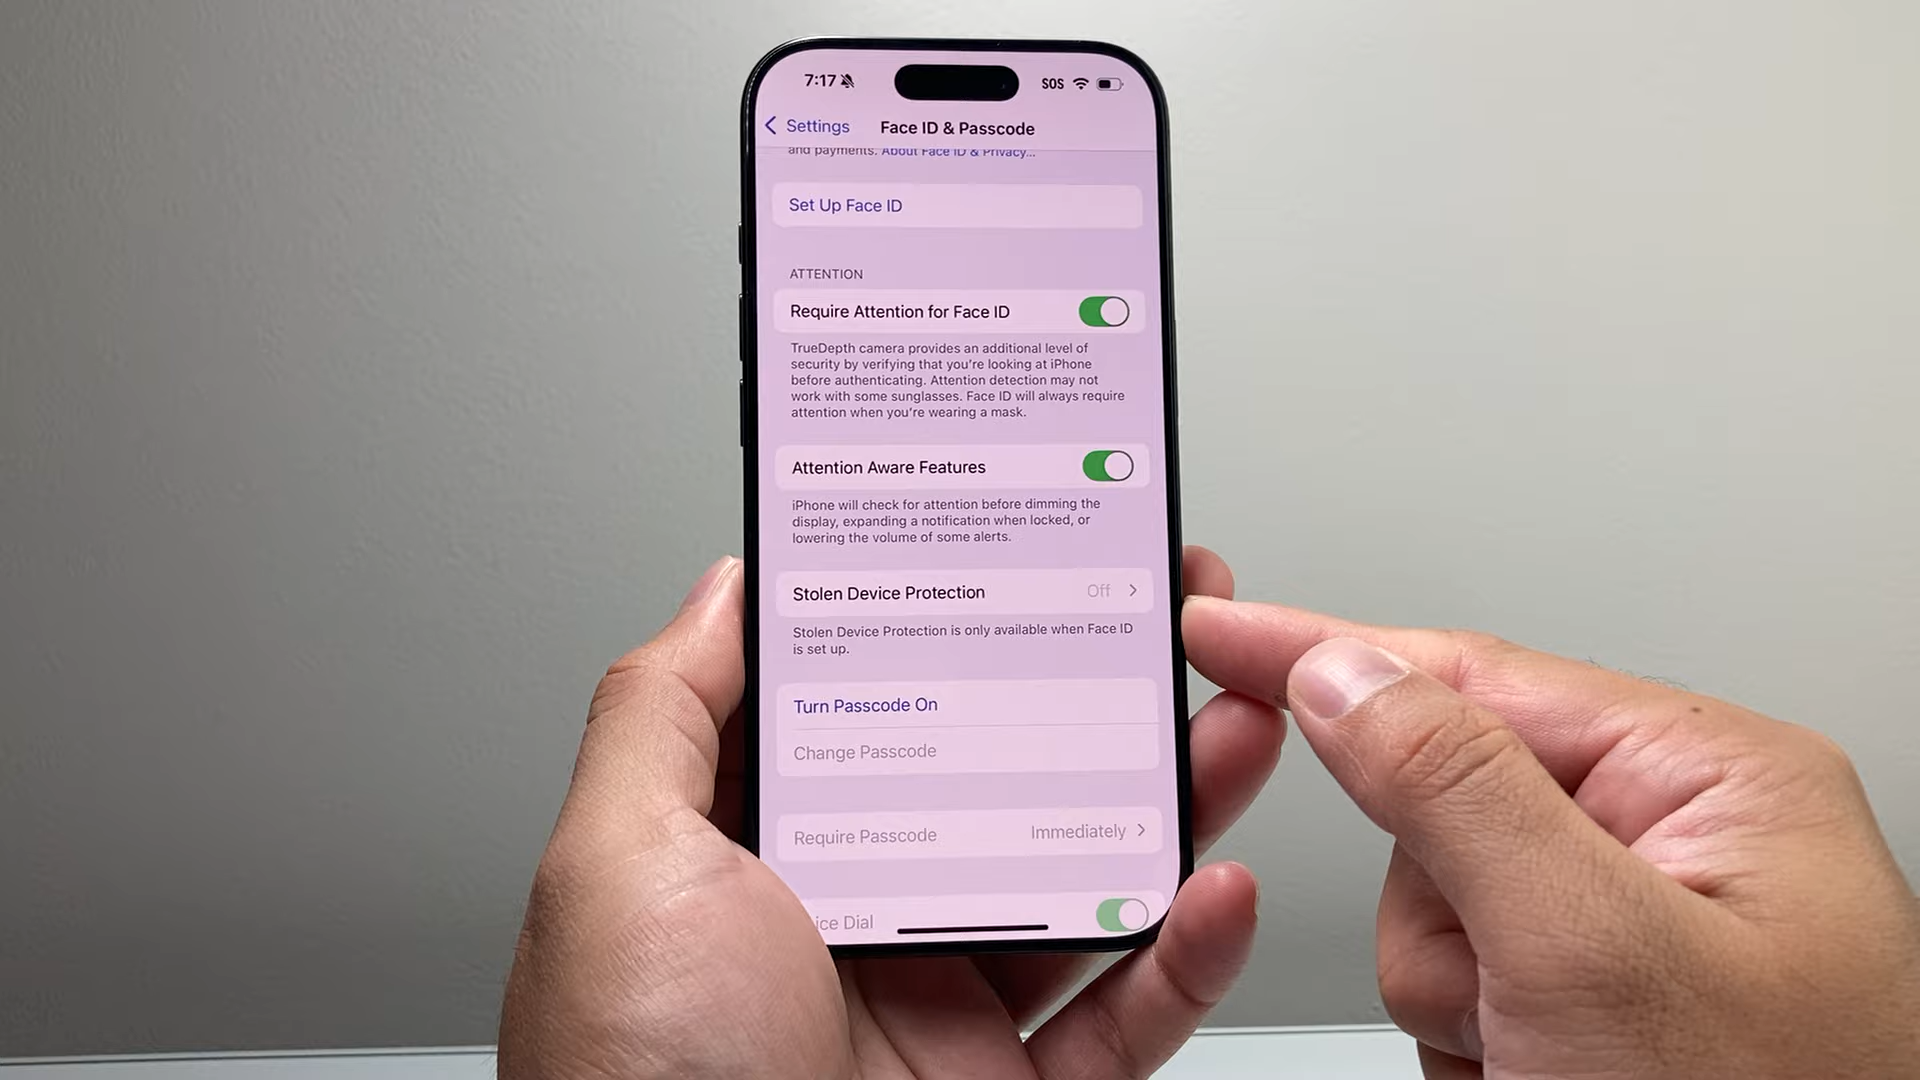 7:17
SOS
Settings
Face ID & Passcode
and payments. About Face ID & Privacy...
Set Up Face ID
ATTENTION
Require Attention for Face ID
TrueDepth camera provides an additional level of
security by verifying that you're looking at iPhone
before authenticating. Attention detection may not
work with some sunglasses. Face ID will always require
attention when you're wearing a mask.
Attention Aware Features
iPhone will check for attention before dimming the
display, expanding a notification when locked, or
lowering the volume of some alerts.
Stolen Device Protection Off
Stolen Device Protection is only available when Face ID
is set up.
Turn Passcode On
Change Passcode
Require Passcode Immediately
ice Dial